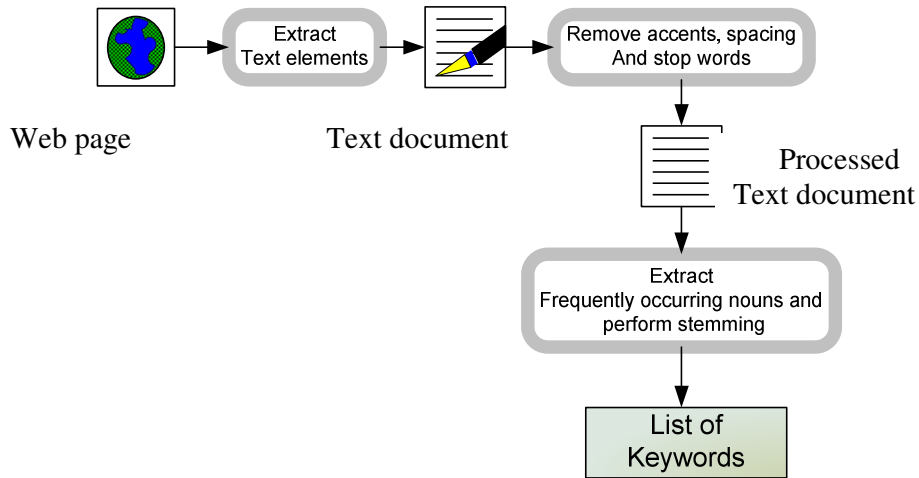 Extract
Text elements
Remove accents, spacing
And stop words
Web page
Text document
Processed
Text document
Extract
Frequently occurring nouns and
perform stemming
List of
Keywords